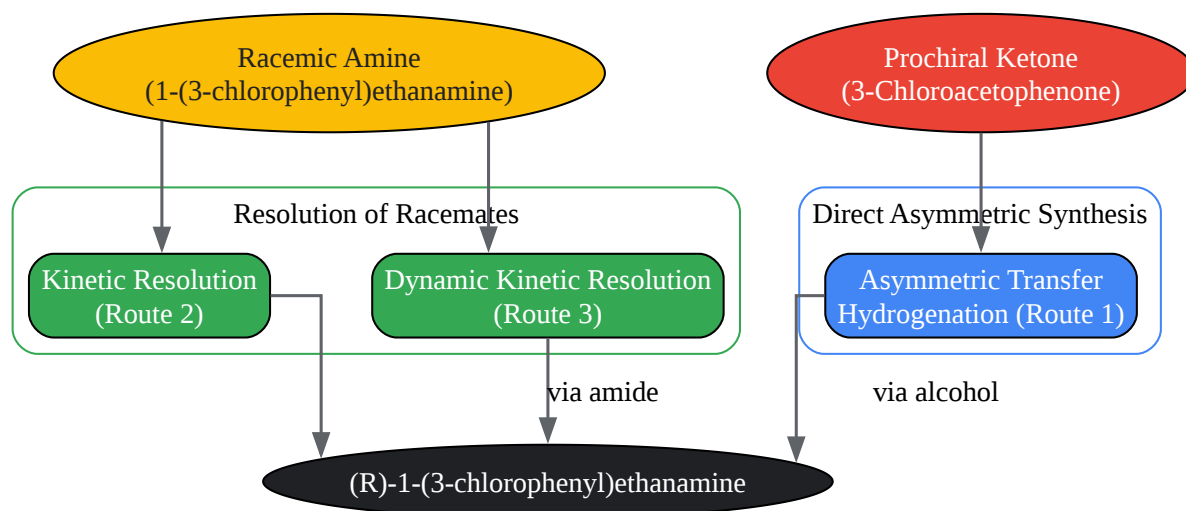 Racemic Amine
(1-(3-chlorophenyl)ethanamine)
Prochiral Ketone
(3-Chloroacetophenone)
Resolution of Racemates
Direct Asymmetric Synthesis
Kinetic Resolution
(Route 2)
Dynamic Kinetic Resolution
(Route 3)
Asymmetric Transfer
Hydrogenation (Route 1)
via amide
via alcohol
(R)-1-(3-chlorophenyl)ethanamine